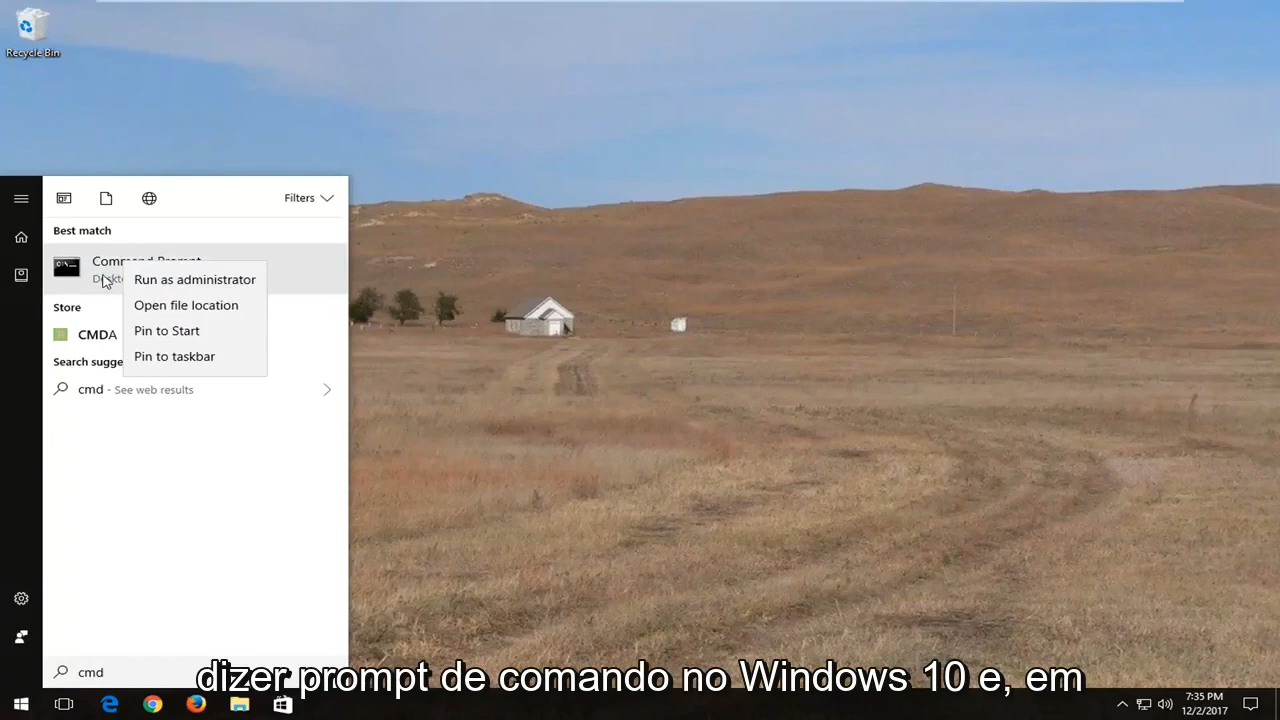 Recycle Bin
Filters
Best match
Command Prompt
Run as administrator
Open file location
Store
Pin to Start
CMDA
Pin to taskbar
cmd - See web results
cmd
dizer prompt de comando no Windows 10 e, em
7:35 PM
12/2/2017